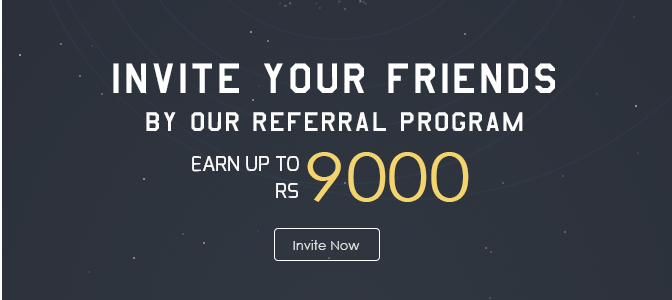 INVITE YOUR FRIENDS
BY OUR REFERRAL PROGRAM
EARN UP TO
RS 9000
Invite Now